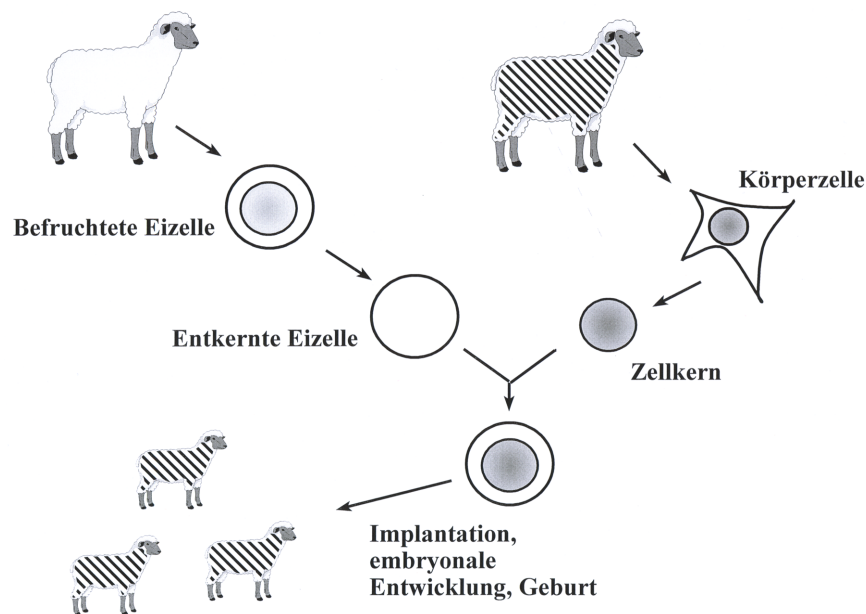 Körperzelle
Befruchtete Eizelle
Entkernte Eizelle
Zellkern
Implantation,
embryonale
Entwicklung, Geburt